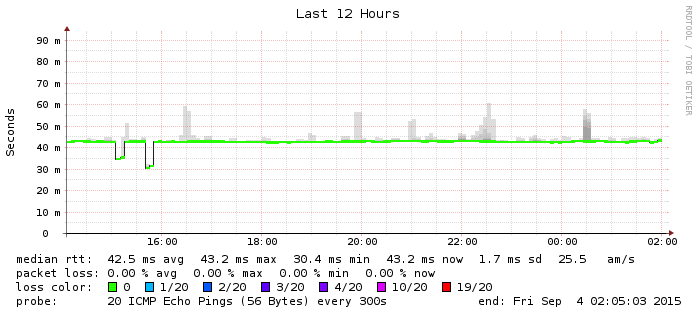 Last 12 Hours
RRDTOOL / TOBI OETIKER
Seconds
90 m
80 m
70 m
60 m
50 m
40 m
30 m
20 m
10 m
0
16:00 18:00 20:00 22:00 00:00 02:00
median rtt: 42.5 ms avg 43.2 ms max 30.4 ms min 43.2 ms now 1.7 ms sd 25.5 am/s
packet loss: 0.00 % avg 0.00 % max 0.00 % min 0.00 % now
loss color: 0 1/20 2/20 3/20 4/20 10/20 19/20
probe: 20 ICMP Echo Pings (56 Bytes) every 300s end: Fri Sep 4 02:05:03 2015